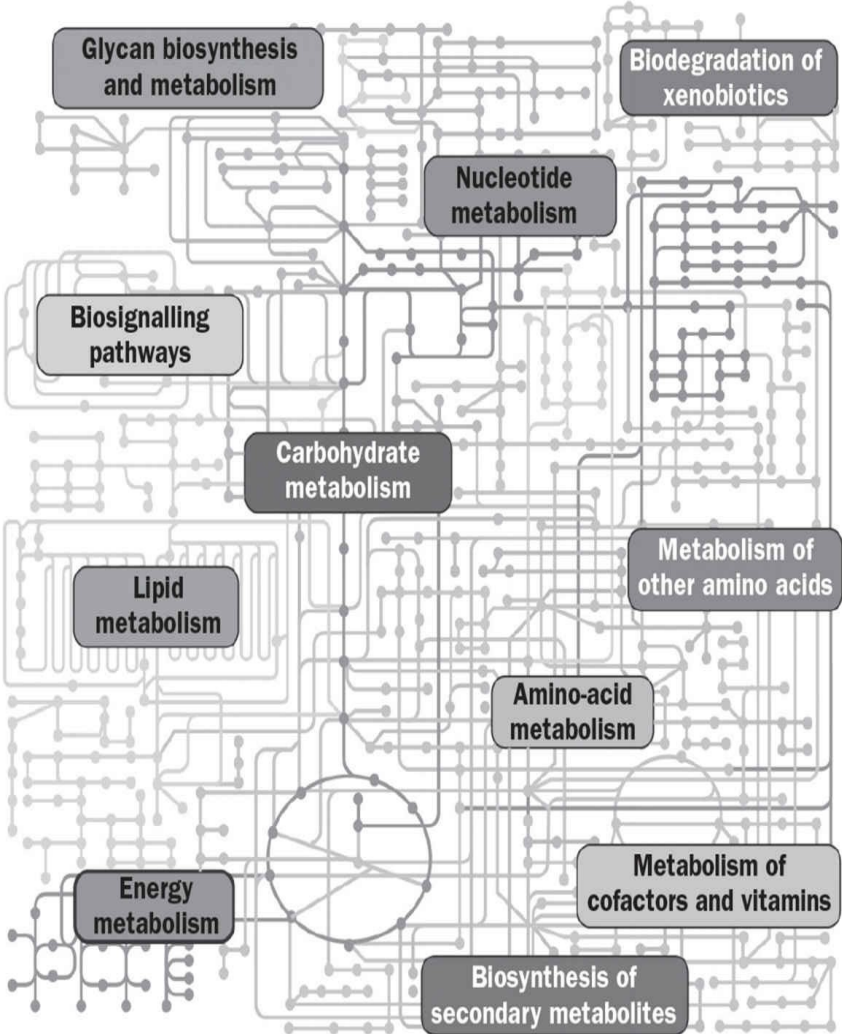 Glycan biosynthesis
and metabolism
Biodegradation of
xenobiotics
Nucleotide
metabolism
Biosignalling
pathways
Carbohydrate
metabolism
Metabolism of
other amino acids
Lipid
metabolism
Amino-acid
metabolism
Metabolism of
cofactors and vitamins
Energy
metabolism
Biosynthesis of
secondary metabolites